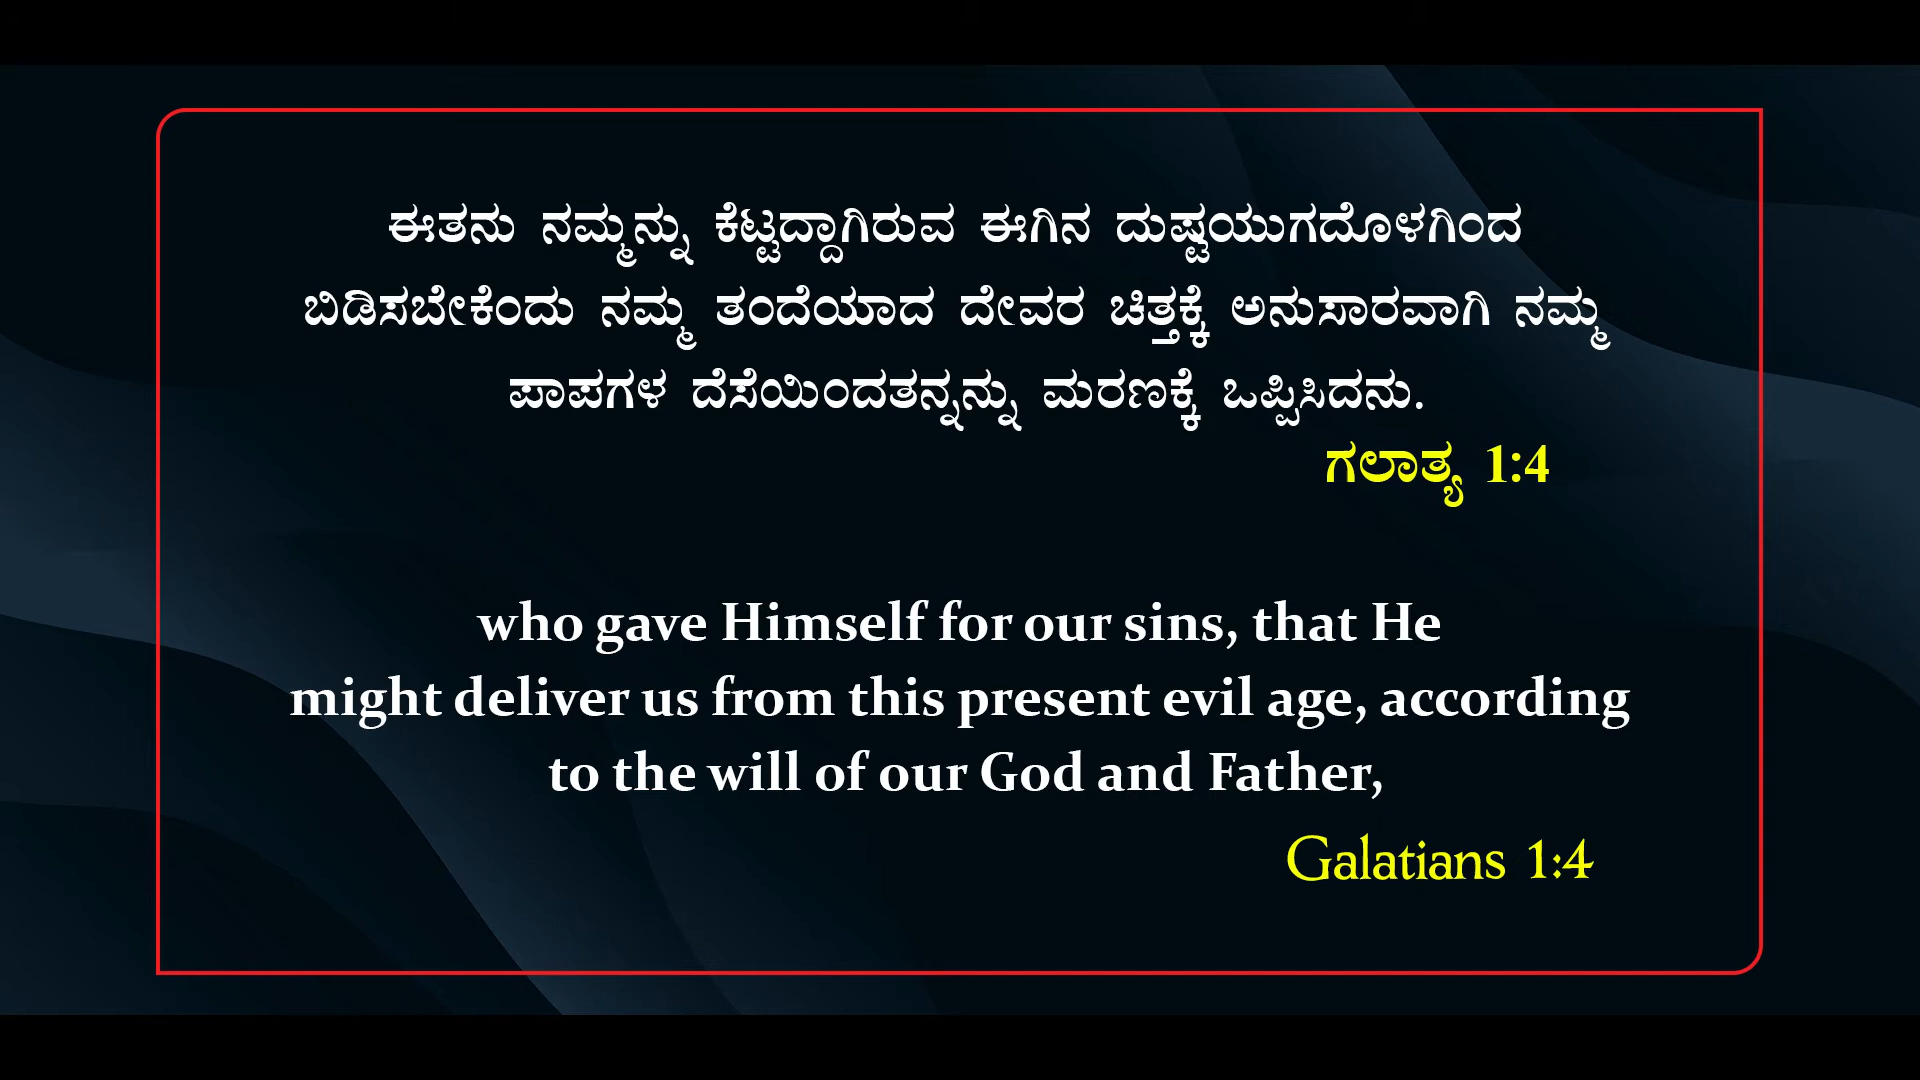 ಈತನು ನಮ್ಮನ್ನು ಕೆಟ್ಟದ್ದಾಗಿರುವ ಈಗಿನ ದುಷ್ಟಯುಗದೊಳಗಿಂದ
ಬಿಡಿಸಬೇಕೆಂದು ನಮ್ಮ ತಂದೆಯಾದ ದೇವರ ಚಿತ್ತಕ್ಕೆ ಅನುಸಾರವಾಗಿ ನಮ್ಮ
ಪಾಪಗಳ ದೆಸೆಯಿಂದತನ್ನನ್ನು ಮರಣಕ್ಕೆ ಒಪ್ಪಿಸಿದನು.
ಗಲಾತ್ಯ 1:4
who gave Himself for our sins, that He
might deliver us from this present evil age, according
to the will of our God and Father,
Galatians 1:4